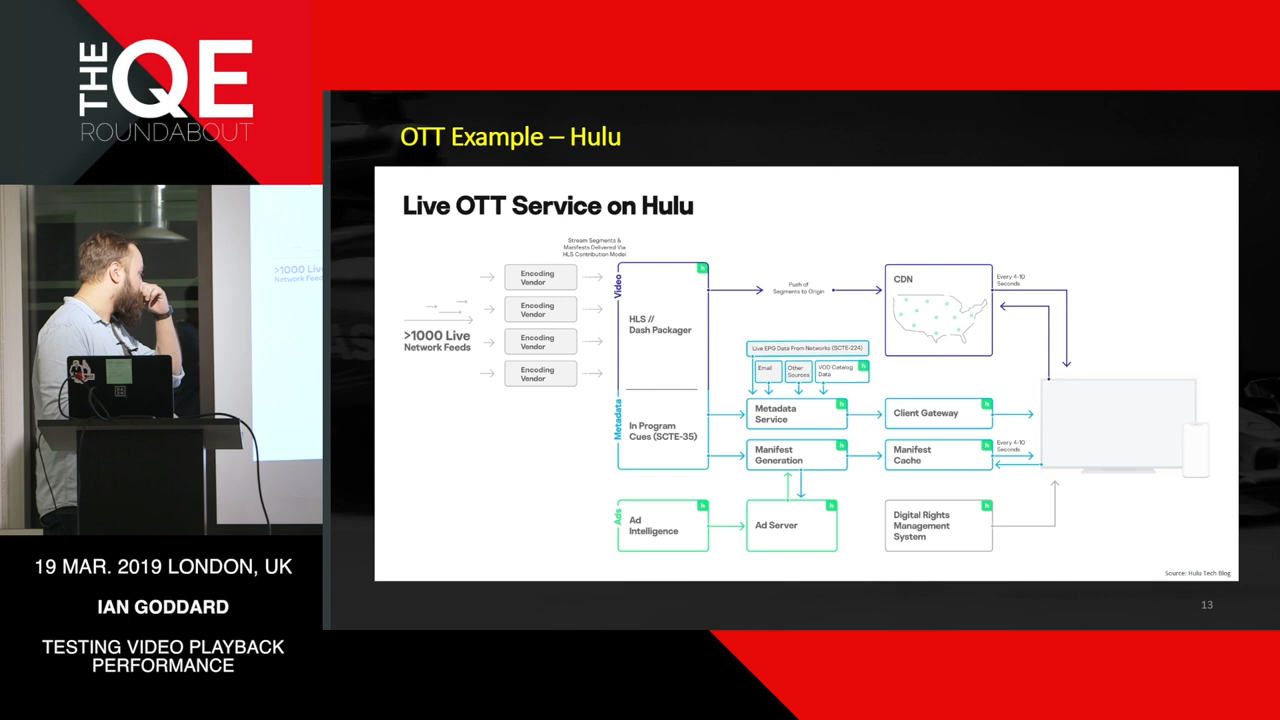 THE
QE
ROUNDABOUT
>1000 Live
Network Feeds
19 MAR. 2019 LONDON, UK
IAN GODDARD
TESTING VIDEO PLAYBACK
PERFORMANCE
OTT Example – Hulu
Live OTT Service on Hulu
Stream Segments &
Manifests Delivered Via
HLS Contribution Model
>1000 Live
Network Feeds
Encoding
Vendor
Encoding
Vendor
Encoding
Vendor
Encoding
Vendor
Video
h
HLS //
Dash Packager
Metadata
In Program
Cues (SCTE-35)
Push of
Segments to Origin
CDN
Every 4-10
Seconds
Live EPG Data From Networks (SCTE-224)
Email
Other
Sources
VOD Catalog
Data
h
Metadata
Service
h
Client Gateway
h
Manifest
Generation
h
Manifest
Cache
h
Every 4-10
Seconds
Ads
Ad
Intelligence
h
Ad Server
h
Digital Rights
Management
System
h
Source: Hulu Tech Blog
13